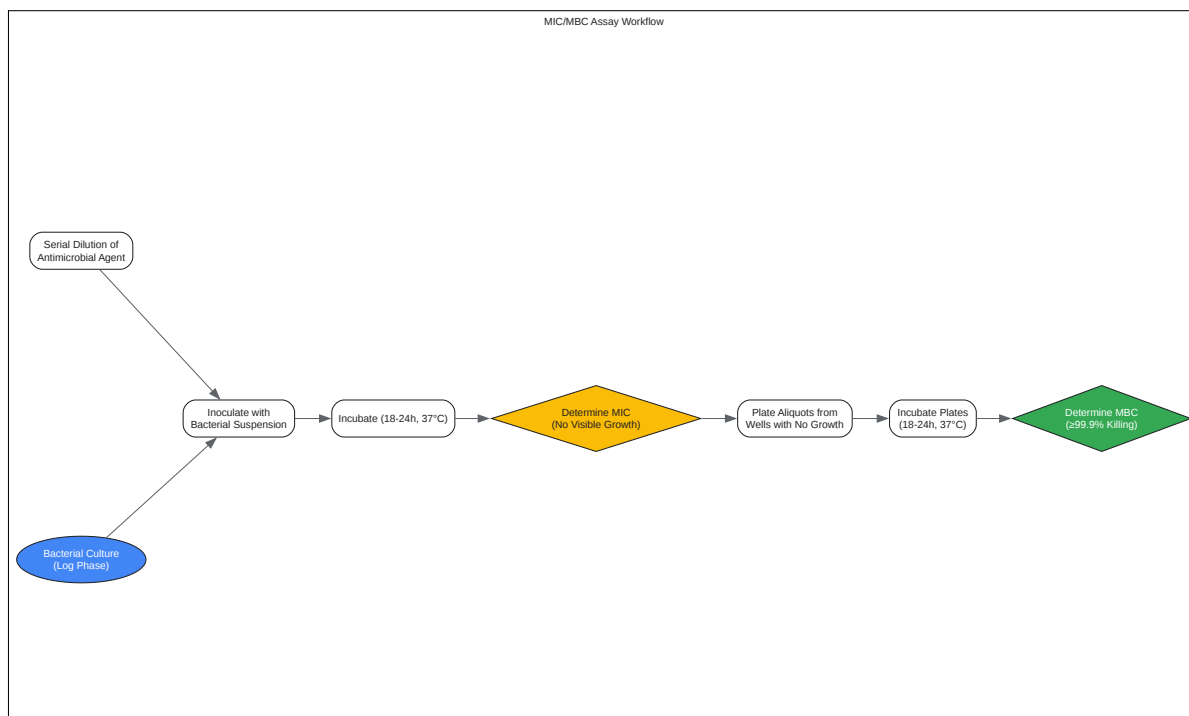 MIC/MBC Assay Workflow
Serial Dilution of
Antimicrobial Agent
Bacterial Culture
(Log Phase)
Inoculate with
Bacterial Suspension
Incubate (18-24h, 37°C)
Determine MIC
(No Visible Growth)
Plate Aliquots from
Wells with No Growth
Incubate Plates
(18-24h, 37°C)
Determine MBC
(≥99.9% Killing)